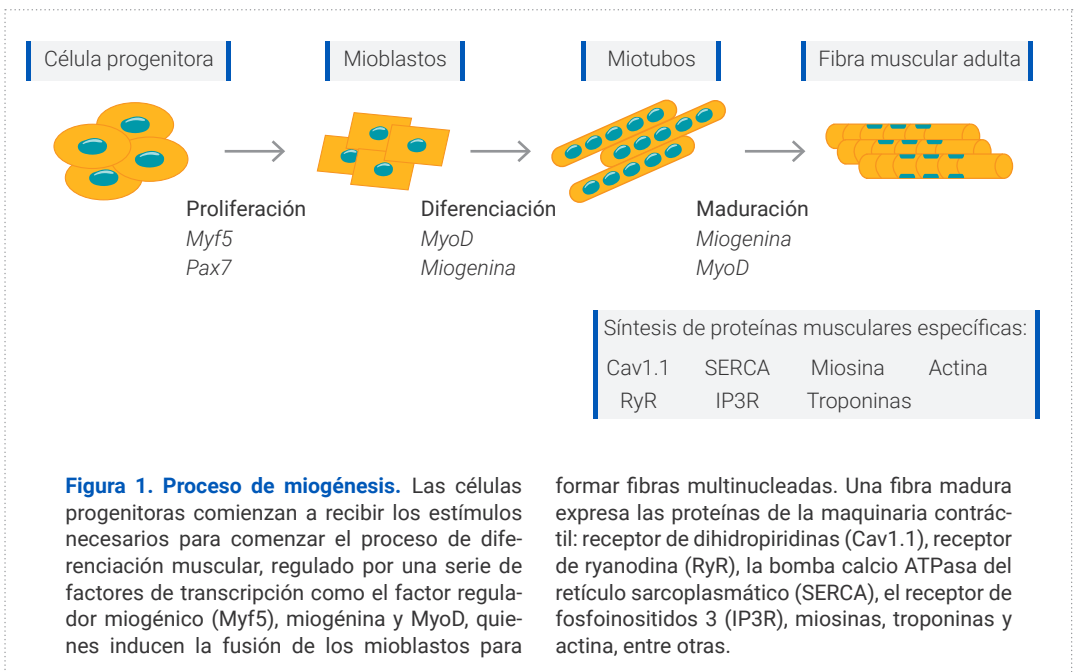 Célula progenitora
Mioblastos
Miotubos
Fibra muscular adulta
Proliferación
Myf5
Pax7
Diferenciación
MyoD
Miogenina
Maduración
Miogenina
MyoD
Síntesis de proteínas musculares específicas:
Cav1.1 SERCA Miosina Actina
RyR IP3R Troponinas
Figura 1. Proceso de miogénesis. Las células
progenitoras comienzan a recibir los estímulos
necesarios para comenzar el proceso de dife-
renciación muscular, regulado por una serie de
factores de transcripción como el factor regula-
dor miogénico (Myf5), miogénina y MyoD, quie-
nes inducen la fusión de los mioblastos para
formar fibras multinucleadas. Una fibra madura
expresa las proteínas de la maquinaria contrác-
til: receptor de dihidropiridinas (Cav1.1), receptor
de ryanodina (RyR), la bomba calcio ATPasa del
retículo sarcoplasmático (SERCA), el receptor de
fosfoinositidos 3 (IP3R), miosinas, troponinas y
actina, entre otras.